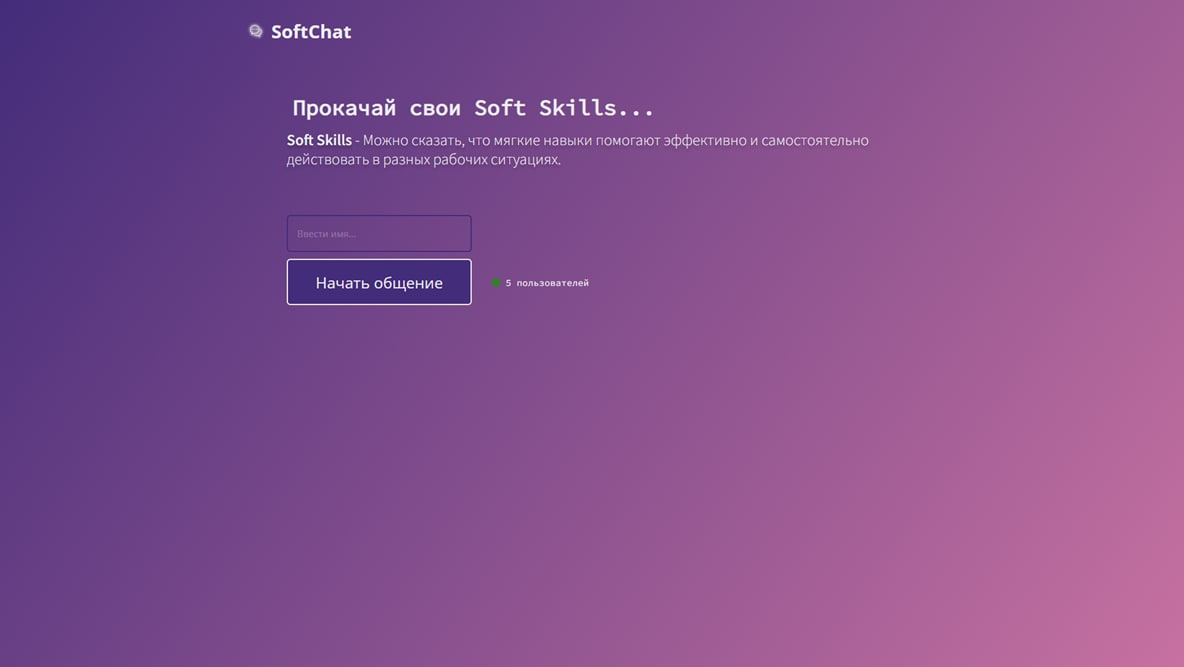 SoftChat
Прокачай свои Soft Skills...
Soft Skills - Можно сказать, что мягкие навыки помогают эффективно и самостоятельно
действовать в разных рабочих ситуациях.
Ввести имя...
Начать общение
5 пользователей